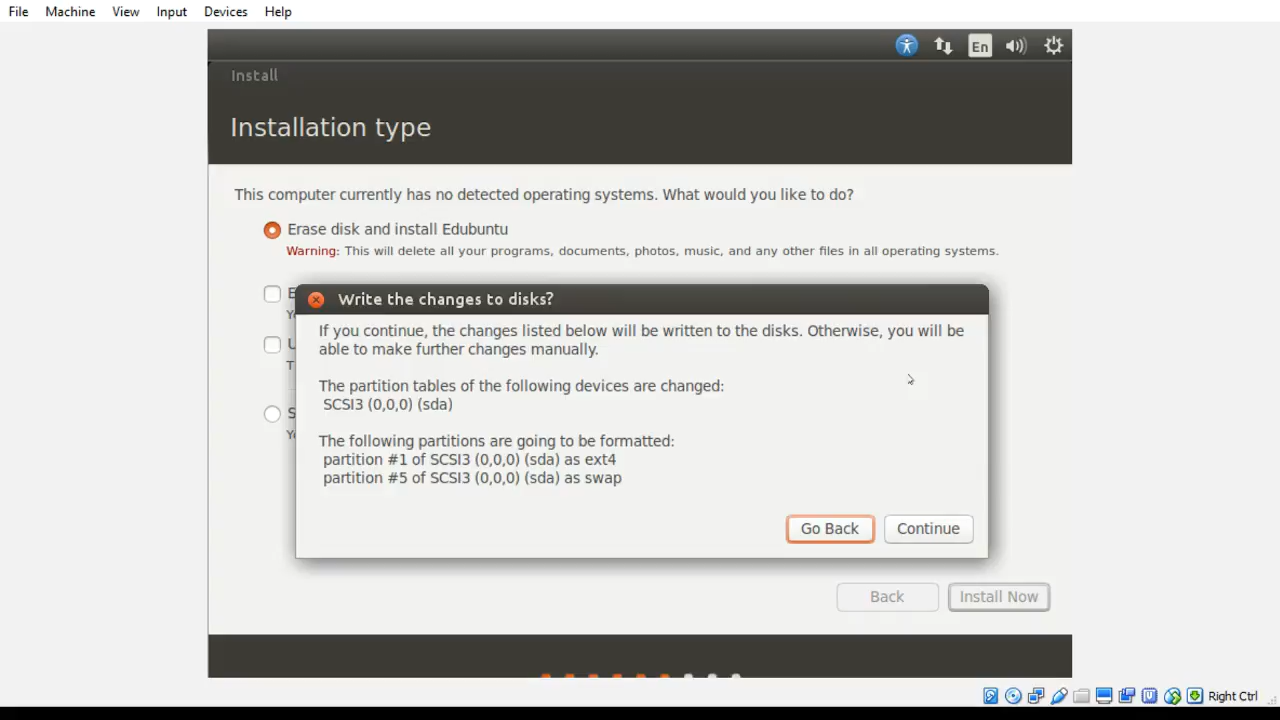 File Machine View Input Devices Help
En
Install
Installation type
This computer currently has no detected operating systems. What would you like to do?
Erase disk and install Edubuntu
Warning: This will delete all your programs, documents, photos, music, and any other files in all operating systems.
Write the changes to disks?
If you continue, the changes listed below will be written to the disks. Otherwise, you will be
able to make further changes manually.
The partition tables of the following devices are changed:
SCSI3 (0,0,0) (sda)
The following partitions are going to be formatted:
partition #1 of SCSI3 (0,0,0) (sda) as ext4
partition #5 of SCSI3 (0,0,0) (sda) as swap
Go Back Continue
Back Install Now
Right Ctrl